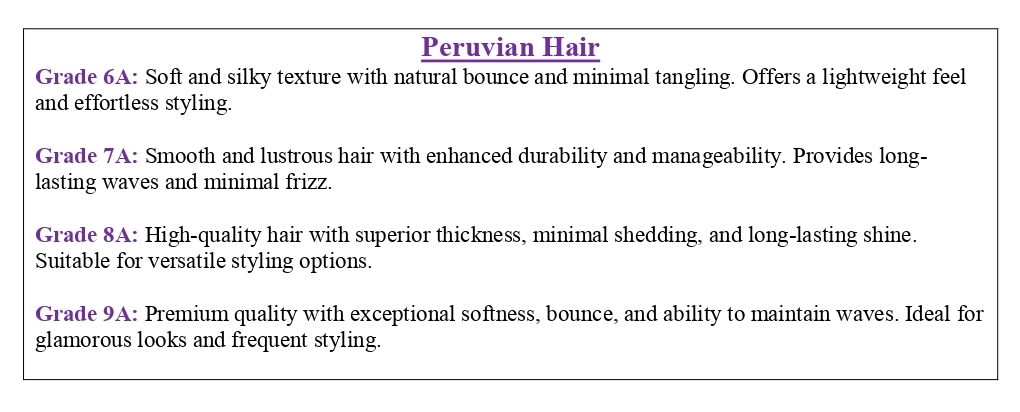 Peruvian Hair
Grade 6A: Soft and silky texture with natural bounce and minimal tangling. Offers a lightweight feel
and effortless styling.
Grade 7A: Smooth and lustrous hair with enhanced durability and manageability. Provides long-
lasting waves and minimal frizz.
Grade 8A: High-quality hair with superior thickness, minimal shedding, and long-lasting shine.
Suitable for versatile styling options.
Grade 9A: Premium quality with exceptional softness, bounce, and ability to maintain waves. Ideal for
glamorous looks and frequent styling.